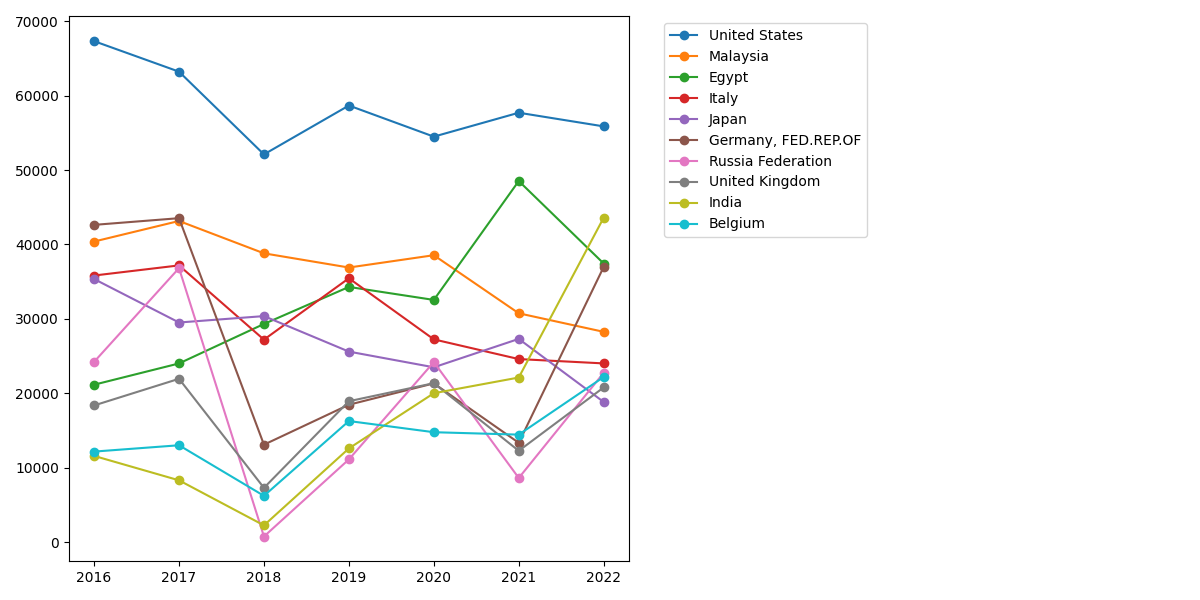 70000
60000
50000
40000
30000
20000
10000
0
2016 2017 2018 2019 2020 2021 2022
United States
Malaysia
Egypt
Italy
Japan
Germany, FED.REP.OF
Russia Federation
United Kingdom
India
Belgium